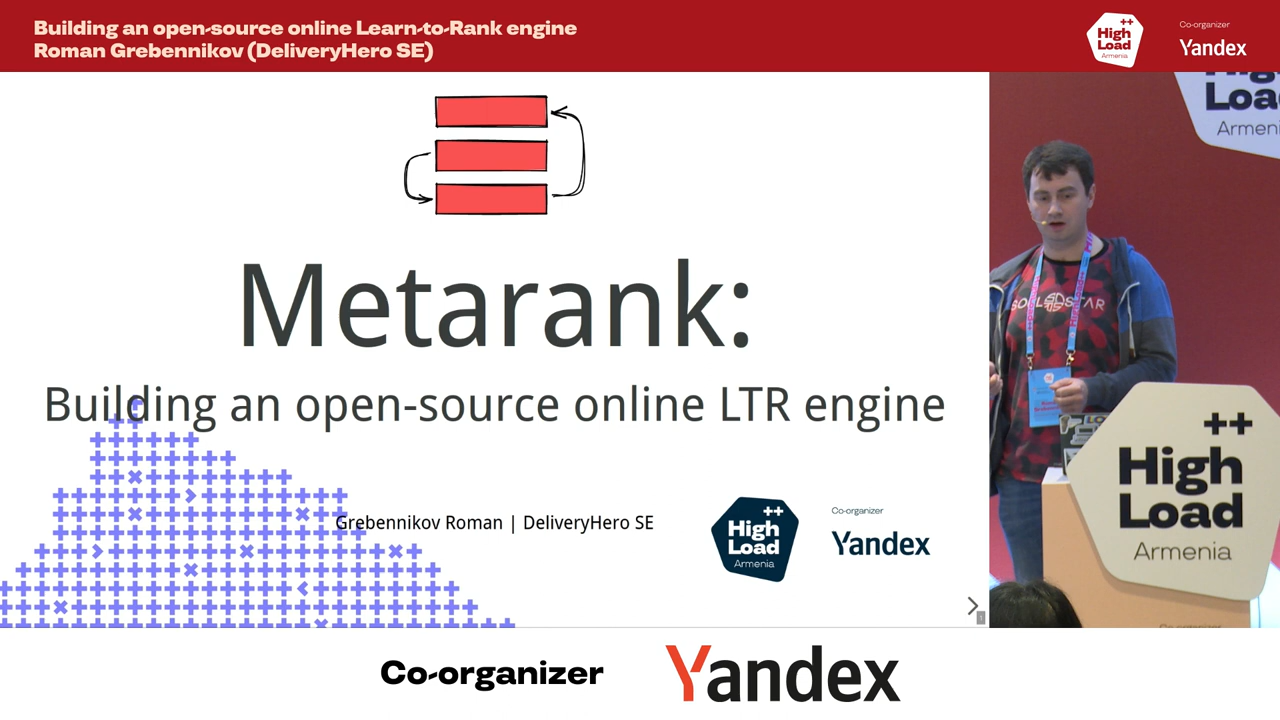 Building an open-source online Learn-to-Rank engine
Roman Grebennikov (DeliveryHero SE)
++
High
Load
Armenia
Co-organizer
Yandex
Metarank:
Building an open-source online LTR engine
Grebennikov Roman | DeliveryHero SE
++
High
Load
Armenia
Co-organizer
Yandex
High
Load
Armenia
SOULSTAR
++
High
Load
Armenia
Co-organizer
Yandex